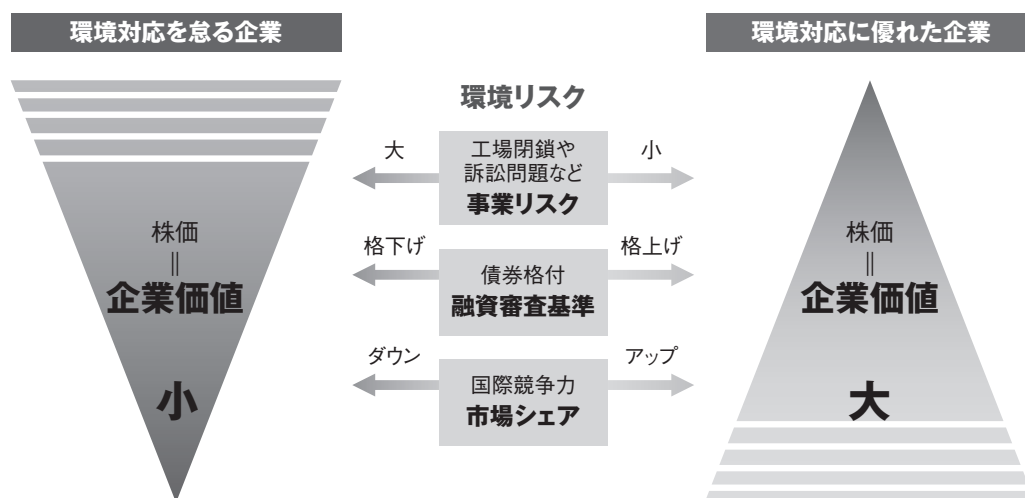 環境対応を怠る企業
環境対応に優れた企業
環境リスク
大
工場閉鎖や
訴訟問題など
事業リスク
小
株価
||
企業価値
小
格下げ
債券格付
融資審査基準
格上げ
ダウン
国際競争力
市場シェア
アップ
株価
||
企業価値
大